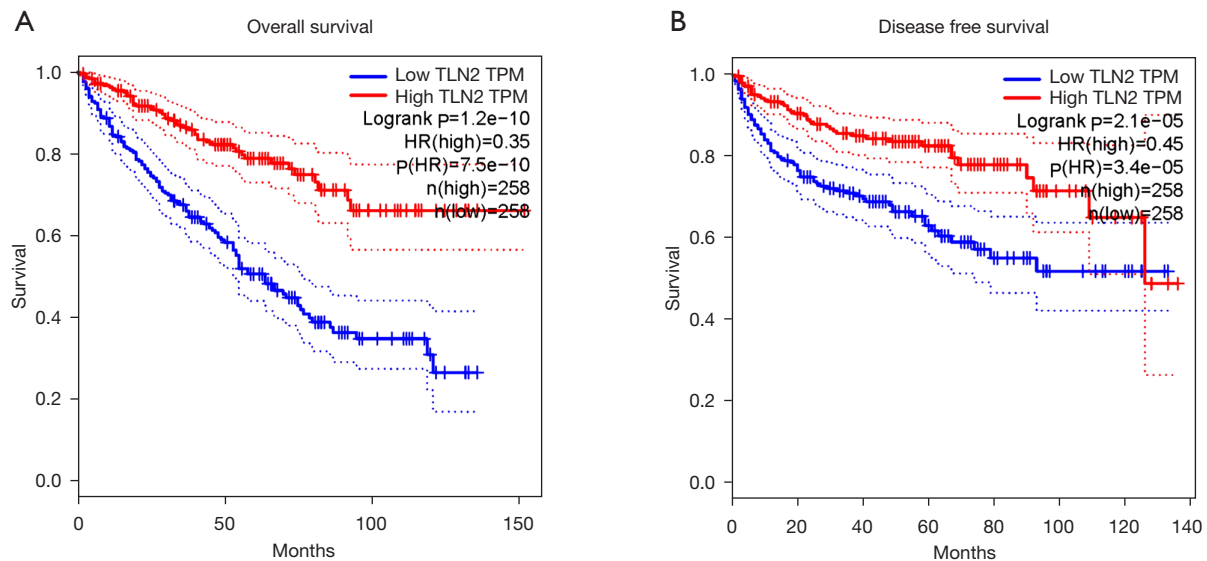 A
Overall survival
Low TLN2 TPM
High TLN2 TPM
Logrank p=1.2e−10
HR(high)=0.35
p(HR)=7.5e−10
n(high)=258
n(low)=258
1.0
0.8
0.6
0.4
0.2
0.0
Survival
0
50
100
150
Months
B
Disease free survival
Low TLN2 TPM
High TLN2 TPM
Logrank p=2.1e−05
HR(high)=0.45
p(HR)=3.4e−05
n(high)=258
n(low)=258
1.0
0.8
0.6
0.4
0.2
0.0
Survival
0
20
40
60
80
100
120
140
Months